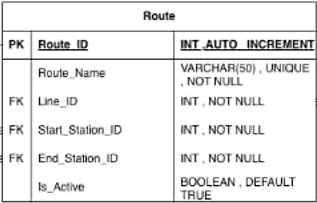 Route
PK Route_ID INT ,AUTO_INCREMENT
Route_Name VARCHAR(50) , UNIQUE
, NOT NULL
FK Line_ID INT , NOT NULL
FK Start_Station_ID INT , NOT NULL
FK End_Station_ID INT , NOT NULL
Is_Active BOOLEAN , DEFAULT
TRUE